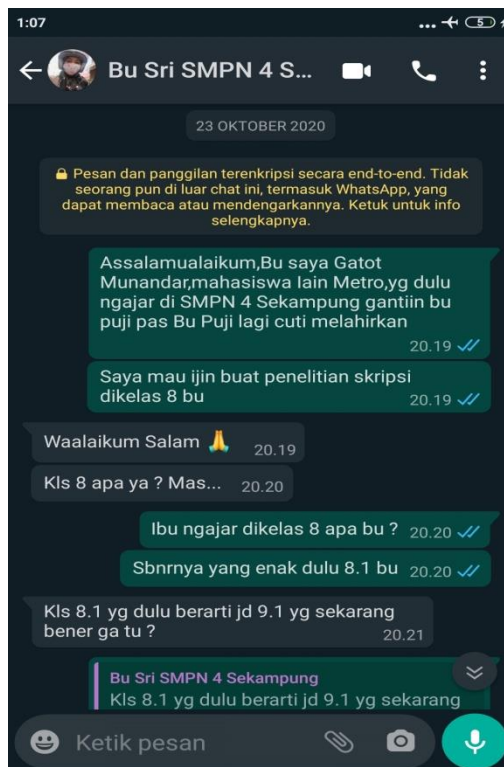 1:07
Bu Sri SMPN 4 S...
23 OKTOBER 2020
Pesan dan panggilan terenkripsi secara end-to-end. Tidak
seorang pun di luar chat ini, termasuk WhatsApp, yang
dapat membaca atau mendengarkannya. Ketuk untuk info
selengkapnya.
Assalamualaikum,Bu saya Gatot
Munandar,mahasiswa Iain Metro,yg dulu
ngajar di SMPN 4 Sekampung gantiin bu
puji pas Bu Puji lagi cuti melahirkan
20.19
Saya mau ijin buat penelitian skripsi
dikelas 8 bu 20.19
Waalaikum Salam 🙏 20.19
Kls 8 apa ya ? Mas... 20.20
Ibu ngajar dikelas 8 apa bu ? 20.20
Sbnrnya yang enak dulu 8.1 bu 20.20
Kls 8.1 yg dulu berarti jd 9.1 yg sekarang
bener ga tu ? 20.21
Bu Sri SMPN 4 Sekampung
Kls 8.1 yg dulu berarti jd 9.1 yg sekarang
Ketik pesan